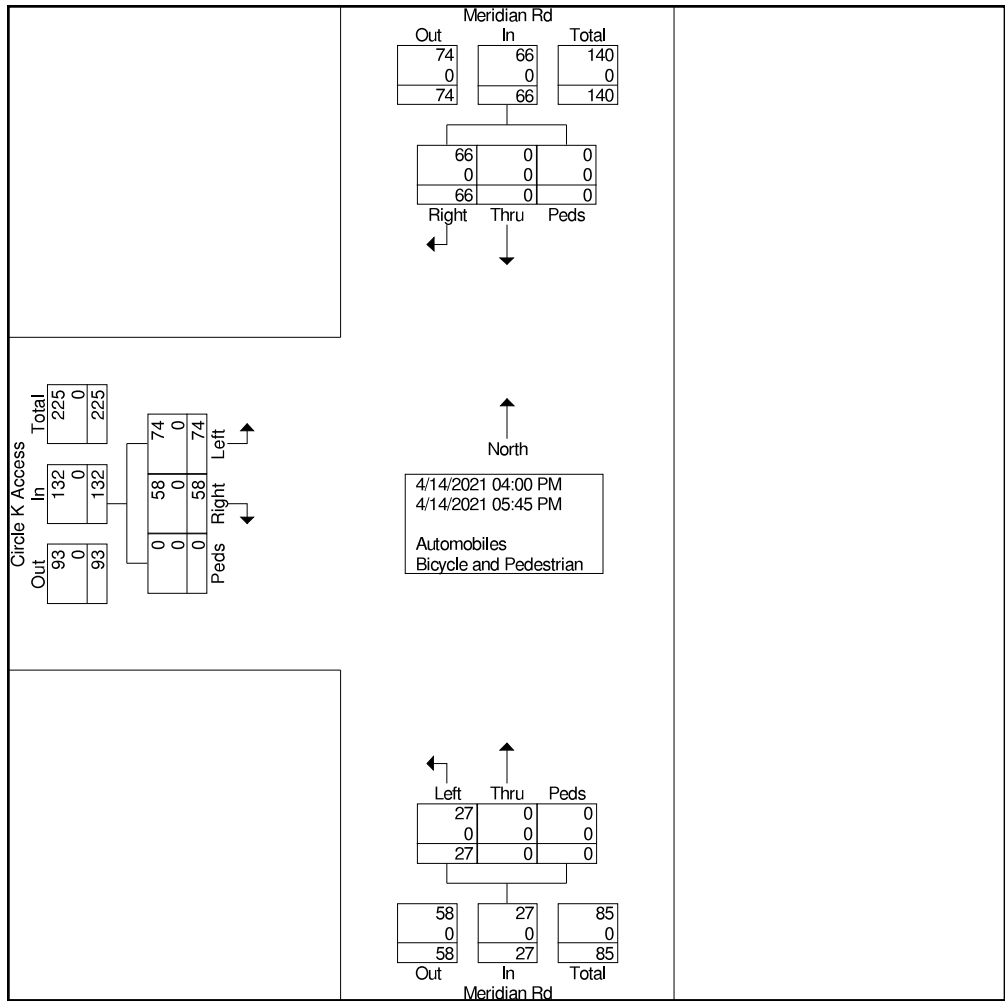 Meridian Rd
Out In Total
74 66 140
0 0 0
74 66 140
66 0 0
0 0 0
66 0 0
Right Thru Peds
Circle K Access
Out In Total
93 132 225
0 0 0
93 132 225
0 58 74
0 0 0
0 58 74
Peds Right Left
North
4/14/2021 04:00 PM
4/14/2021 05:45 PM
Automobiles
Bicycle and Pedestrian
Left Thru Peds
27 0 0
0 0 0
27 0 0
58 27 85
0 0 0
58 27 85
Out In Total
Meridian Rd